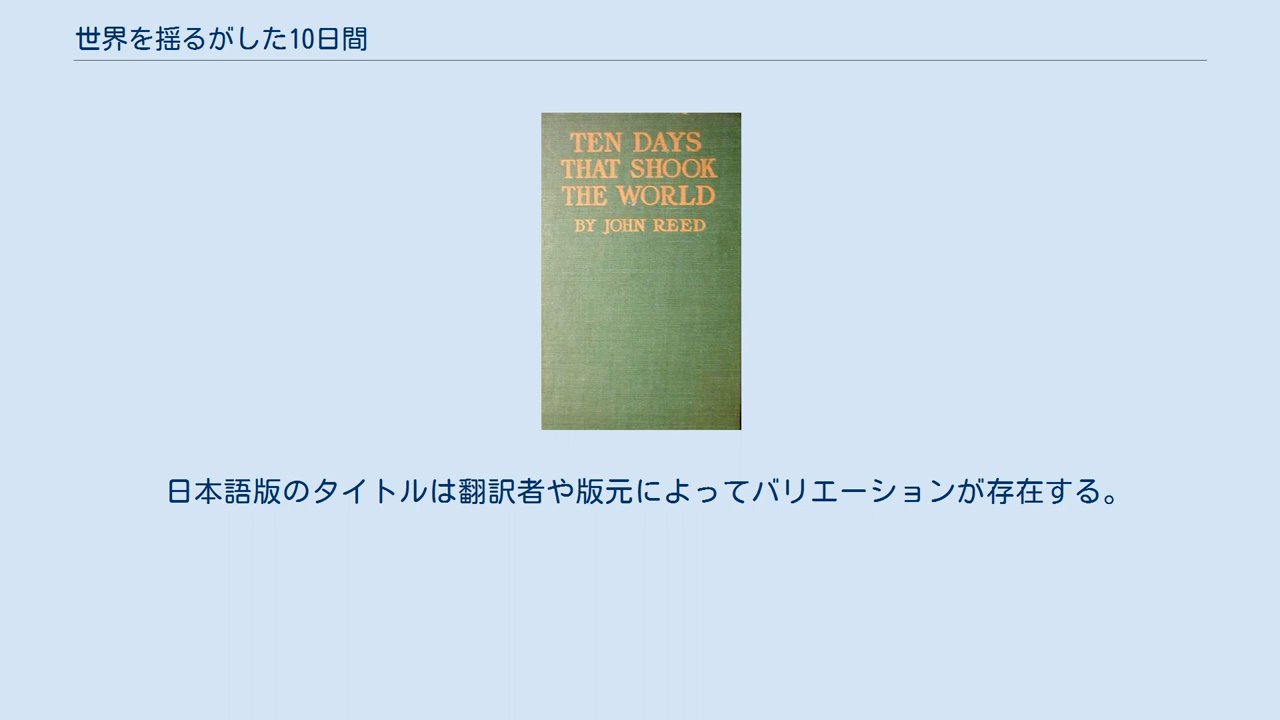 世界を揺るがした10日間
TEN DAYS
THAT SHOOK
THE WORLD
BY JOHN REED
日本語版のタイトルは翻訳者や版元によってバリエーションが存在する。